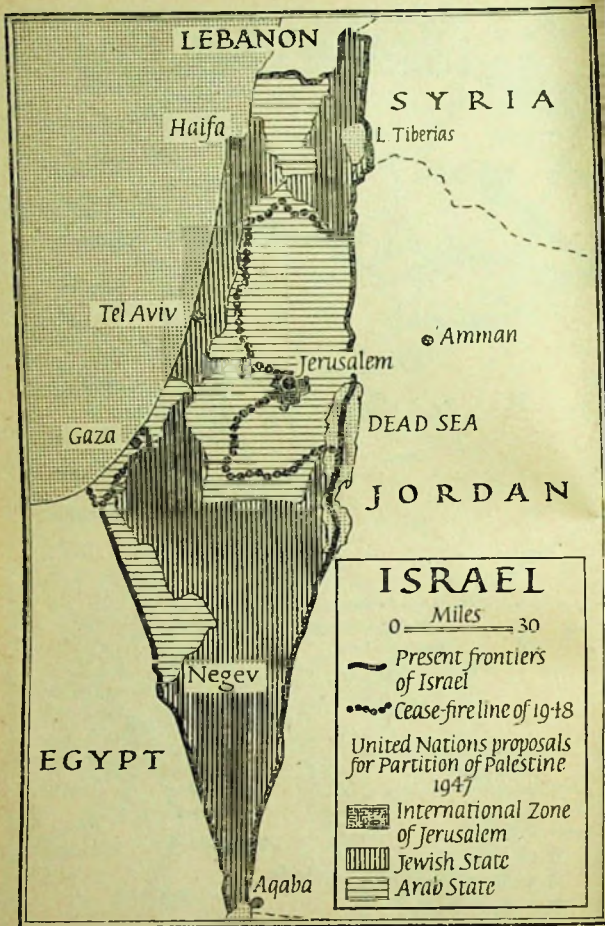 LEBANON
SYRIA
Haifa
L. Tiberias
Tel Aviv
'Amman
Jerusalem
Gaza
DEAD SEA
JORDAN
ISRAEL
Miles
0 30
Present frontiers
of Israel
Cease-fire line of 1948
United Nations proposals
for Partition of Palestine
1947
International Zone
of Jerusalem
Jewish State
Arab State
Negev
EGYPT
Aqaba